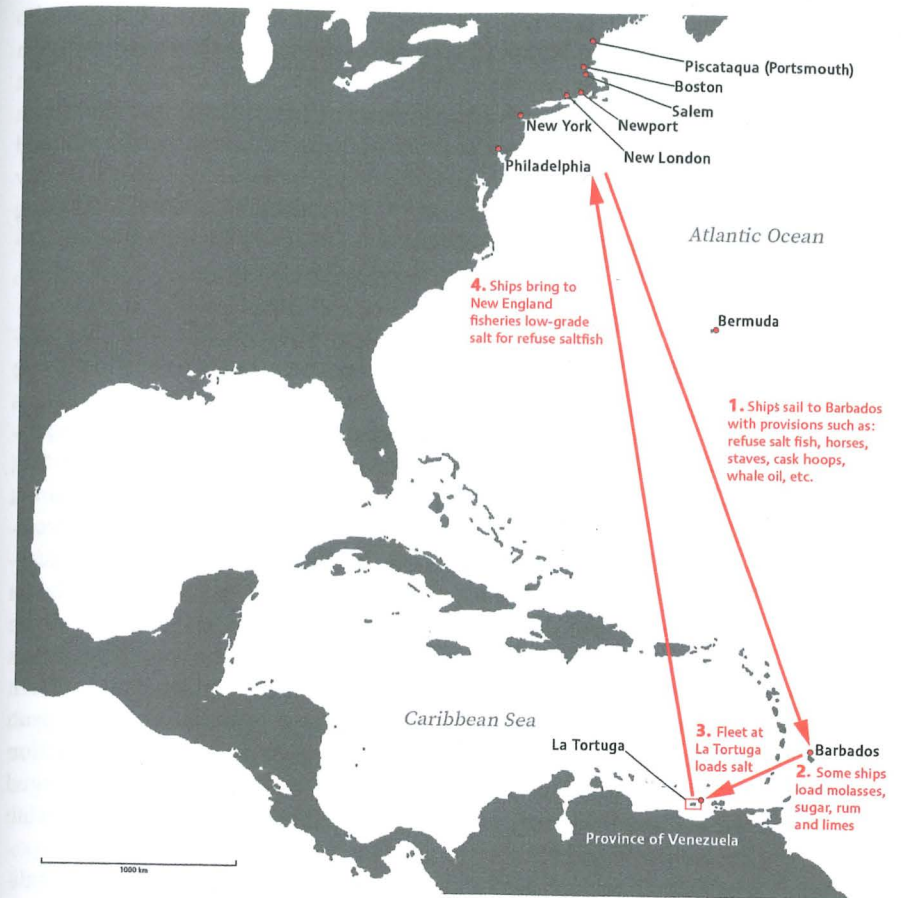 Piscataqua (Portsmouth)
Boston
Salem
New York
Newport
New London
Philadelphia
Atlantic Ocean
4. Ships bring to
New England
fisheries low-grade
salt for refuse saltfish
Bermuda
1. Ships sail to Barbados
with provisions such as:
refuse salt fish, horses,
staves, cask hoops,
whale oil, etc.
Caribbean Sea
La Tortuga
3. Fleet at
La Tortuga
loads salt
Barbados
2. Some ships
load molasses,
sugar, rum
and limes
Province of Venezuela
1000 km